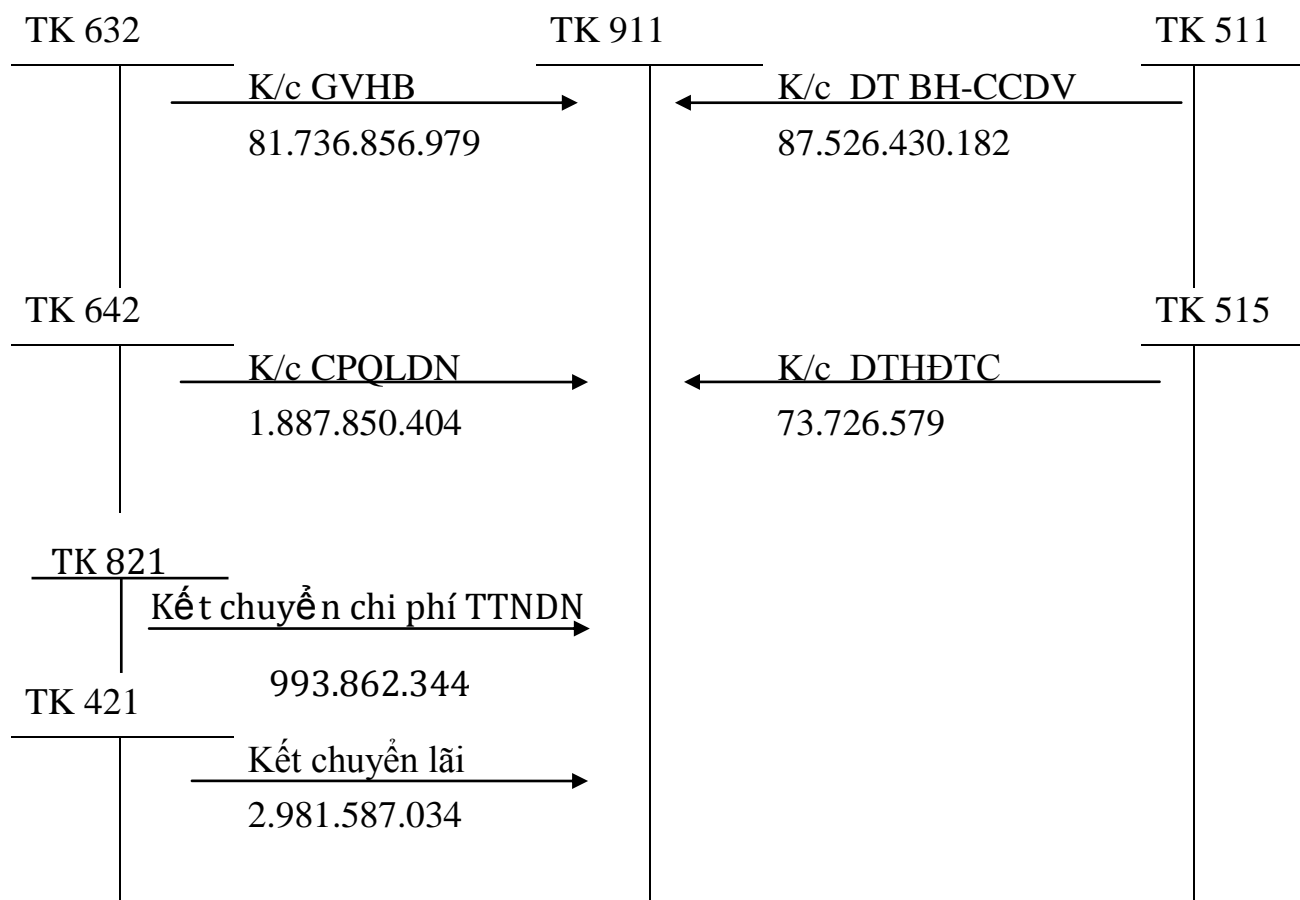 TK 632
TK 911
TK 511
K/c GVHB
K/c DT BH-CCDV
81.736.856.979
87.526.430.182
TK 642
TK 515
K/c CPQLDN
K/c DTHĐTC
1.887.850.404
73.726.579
TK 821
Kết chuyển chi phí TTNDN
993.862.344
TK 421
Kết chuyển lãi
2.981.587.034